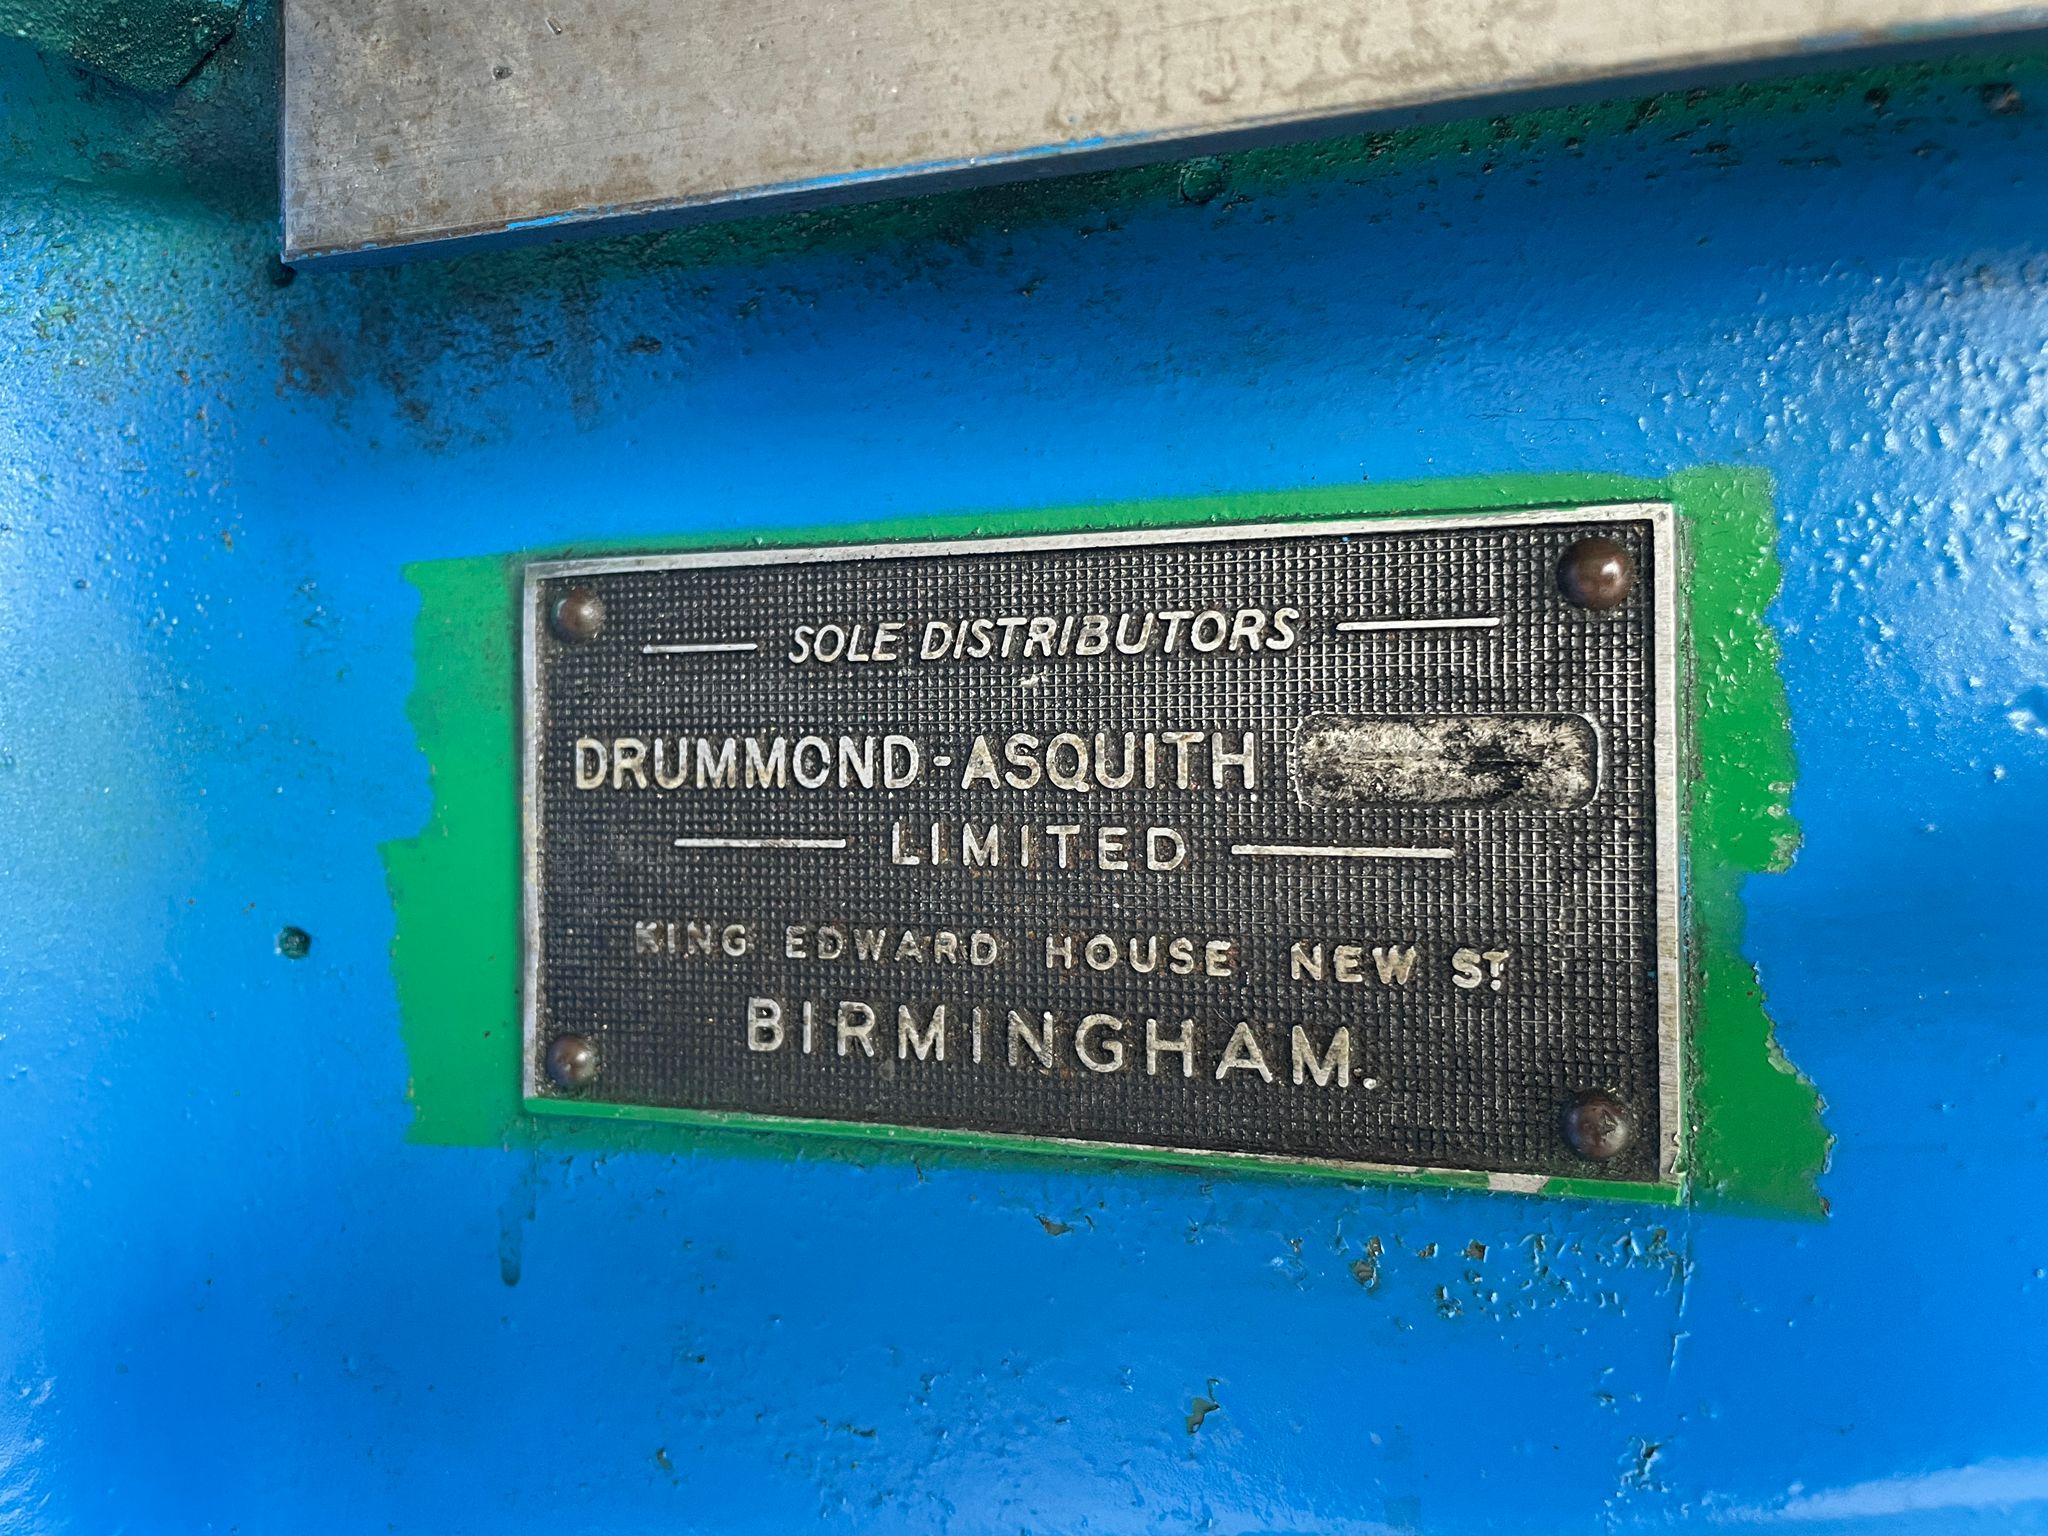 SOLE DISTRIBUTORS
DRUMMOND-ASQUITH
LIMITED
KING EDWARD HOUSE NEW ST.
BIRMINGHAM.